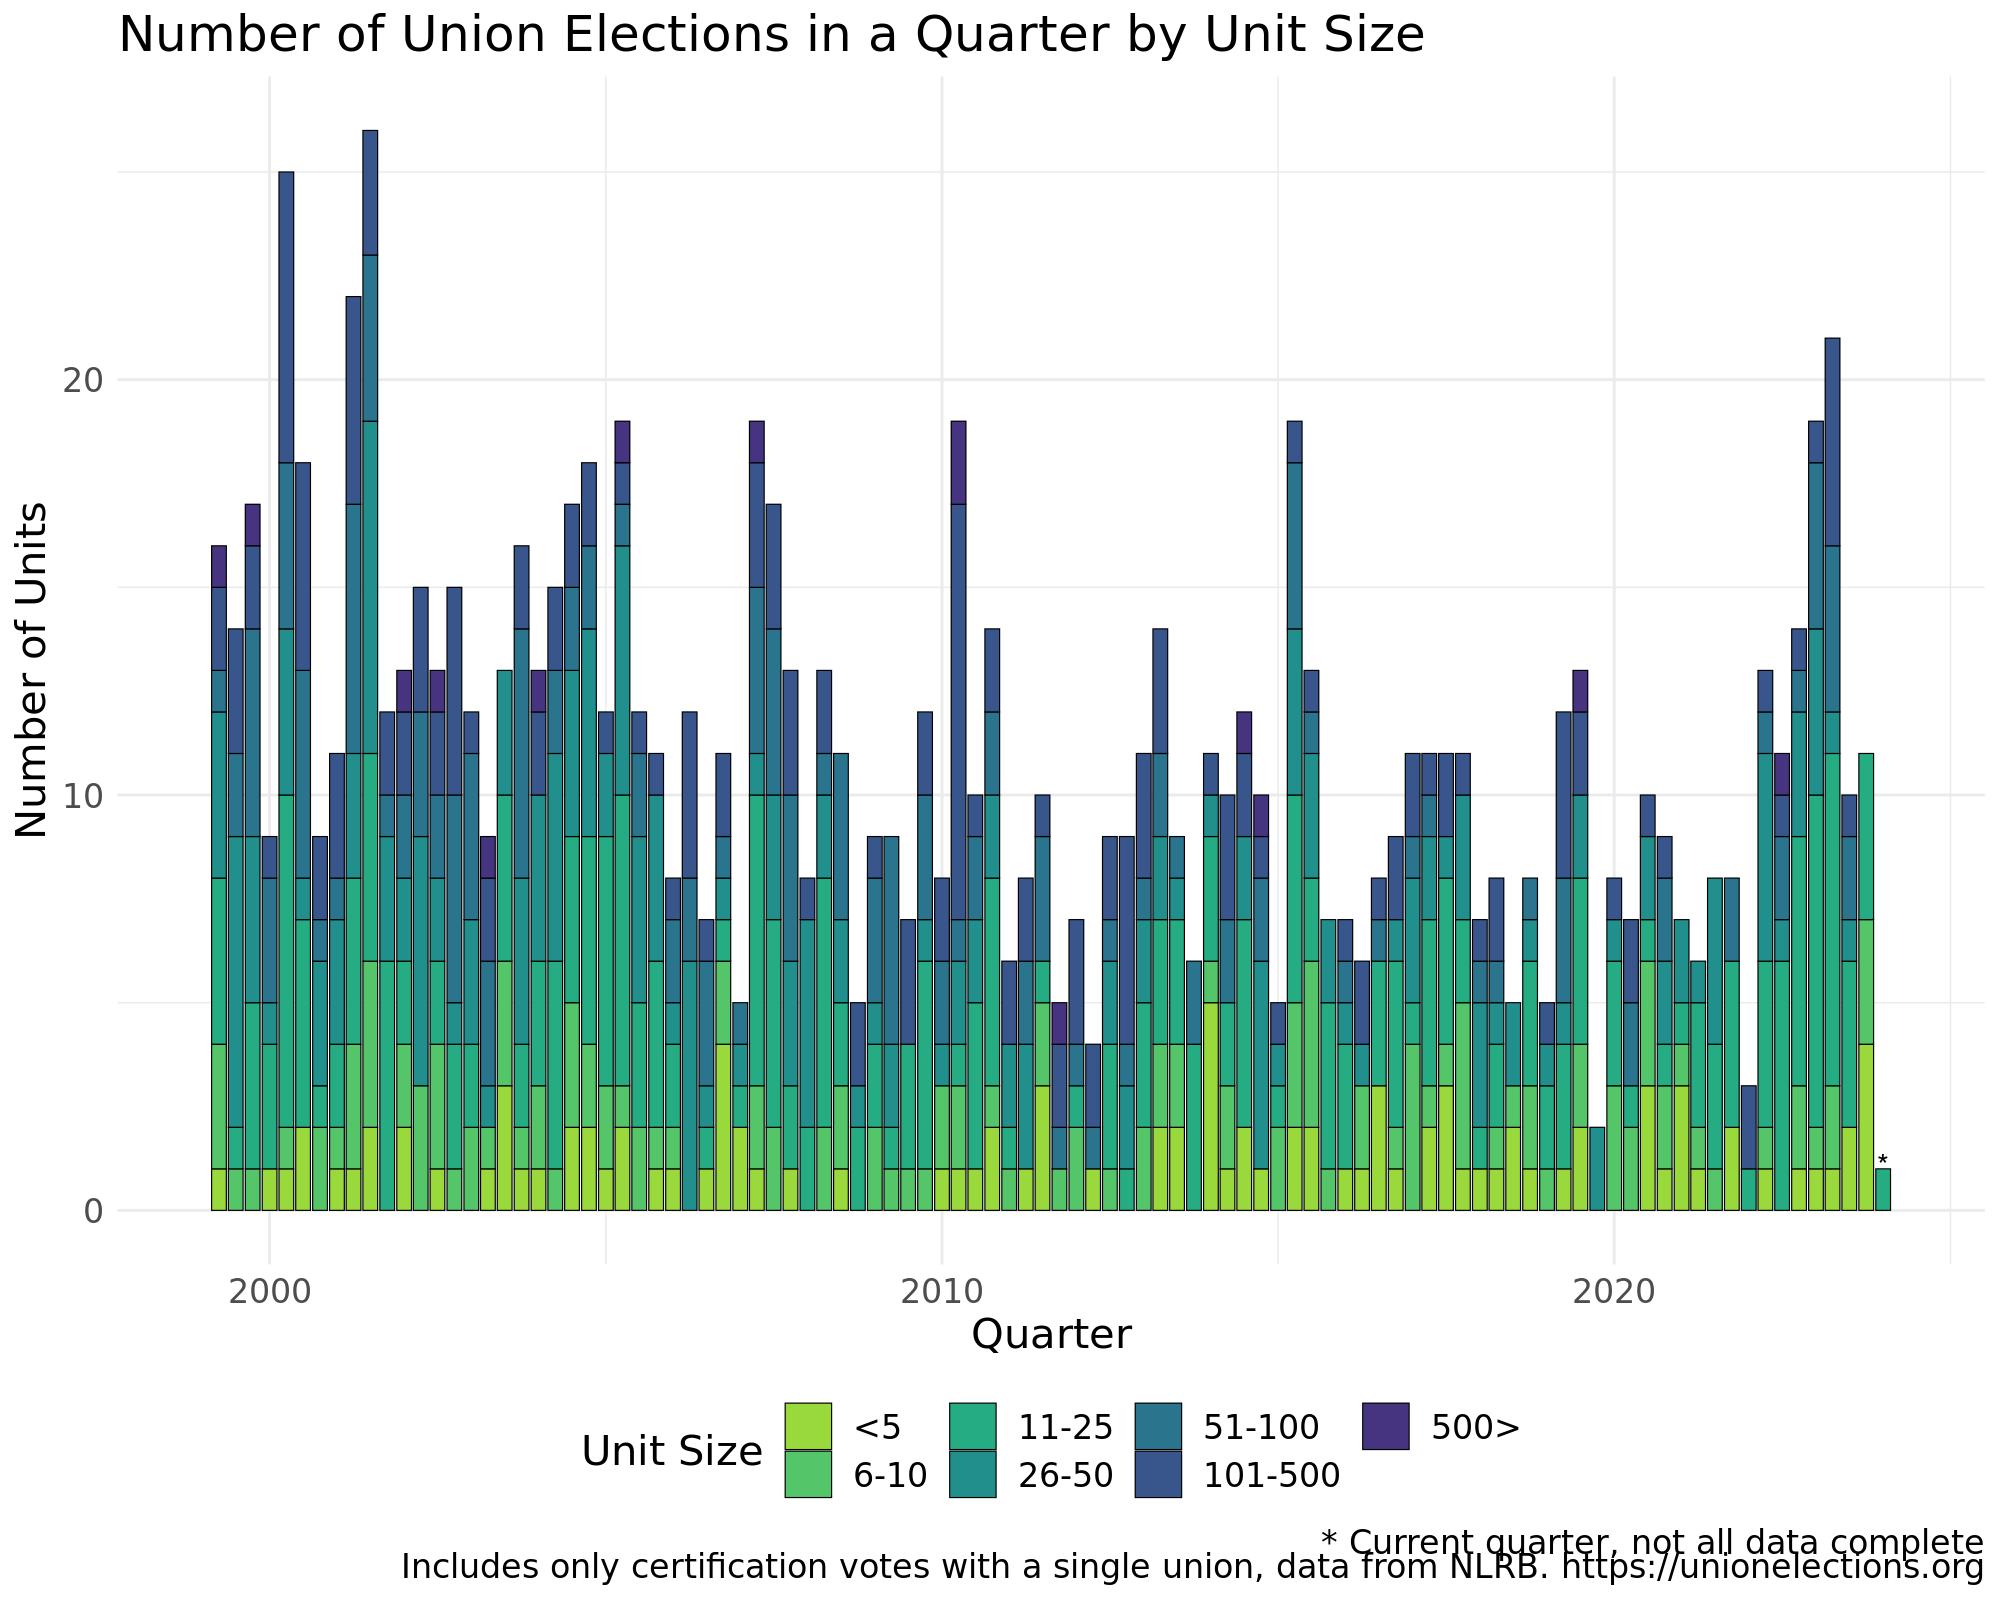 Number of Union Elections in a Quarter by Unit Size
Number of Units
20
10
0
*
2000 2010 2020
Quarter
Unit Size
<5 11-25 51-100 500>
6-10 26-50 101-500
* Current quarter, not all data complete
Includes only certification votes with a single union, data from NLRB. https://unionelections.org